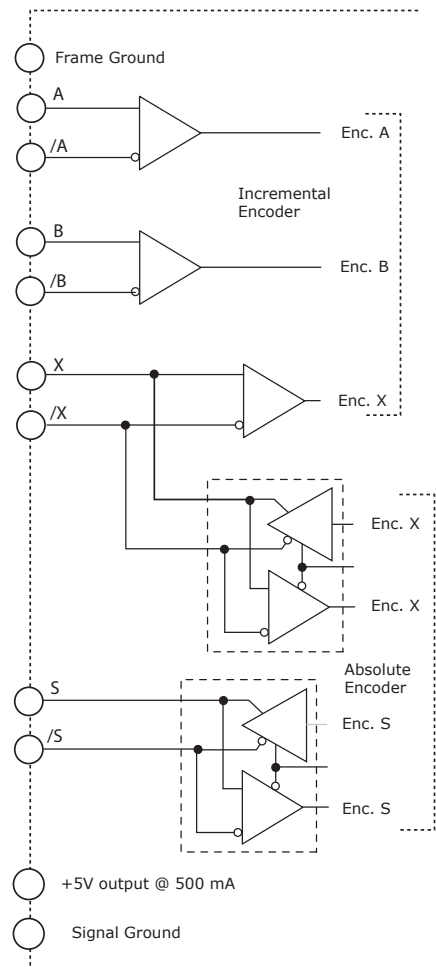 Frame Ground
A
/A
Enc. A
Incremental
Encoder
B
/B
Enc. B
X
/X
Enc. X
Enc. X
Enc. X
Absolute
Encoder
S
/S
Enc. S
Enc. S
+5V output @ 500 mA
Signal Ground